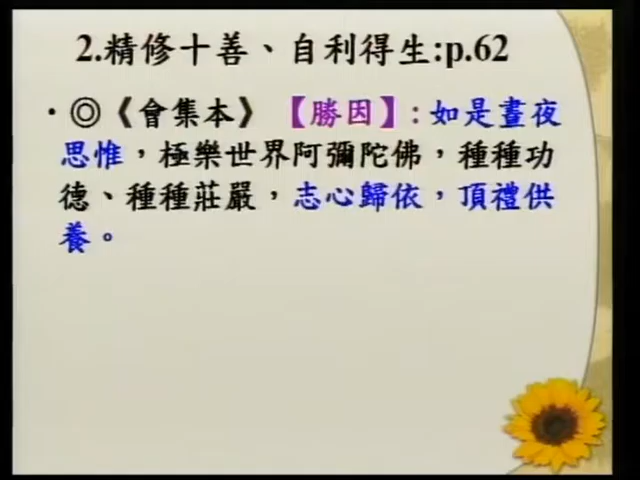 2.精修十善、自利得生:p.62
·◎《會集本》【勝因】:如是晝夜
思惟，極樂世界阿彌陀佛，種種功
德、種種莊嚴，志心歸依，頂禮供
養。